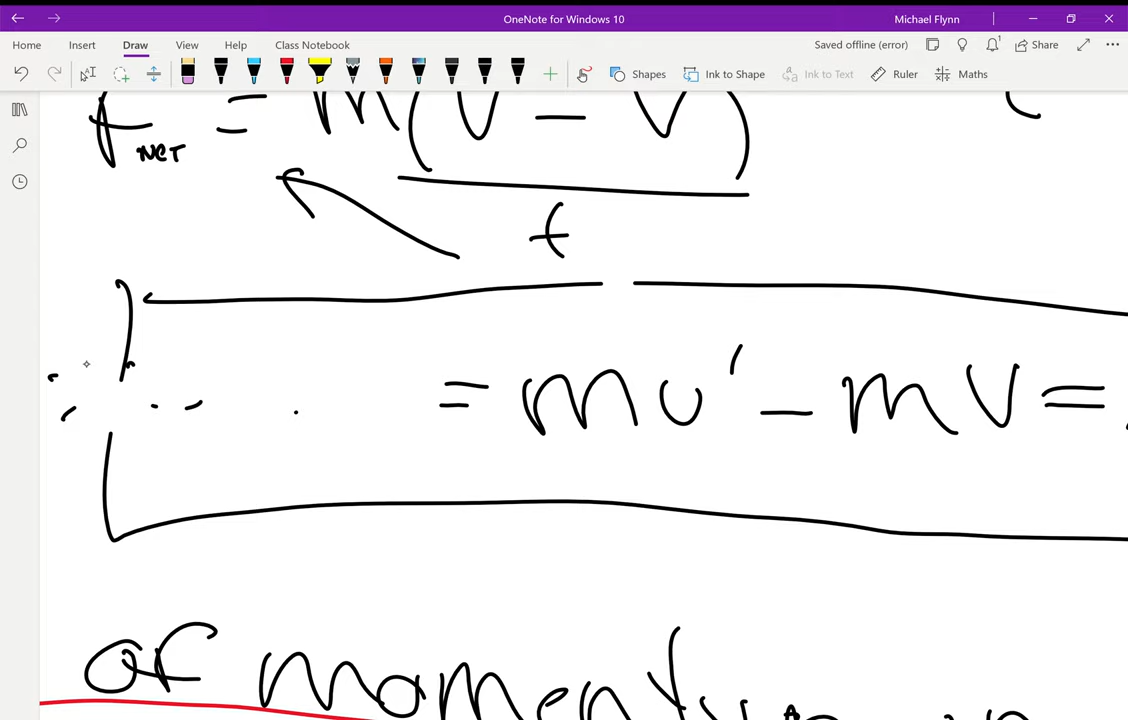 OneNote for Windows 10
Michael Flynn
Home Insert Draw View Help Class Notebook
Saved offline (error)
Share
Shapes Ink to Shape Ink to Text Ruler Maths
= m(v - v)
NET
t
= mv' - mv =
of momentum